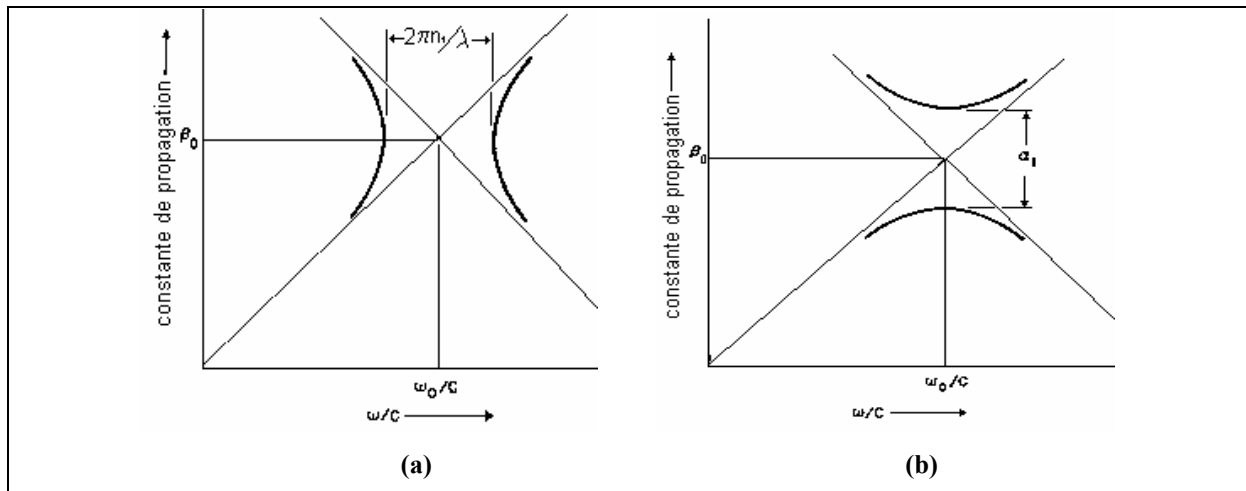 2πn₁/λ
constante de propagation
β₀
ω₀/C
ω/C
(a)
constante de propagation
β₀
α₁
ω₀/C
ω/C
(b)